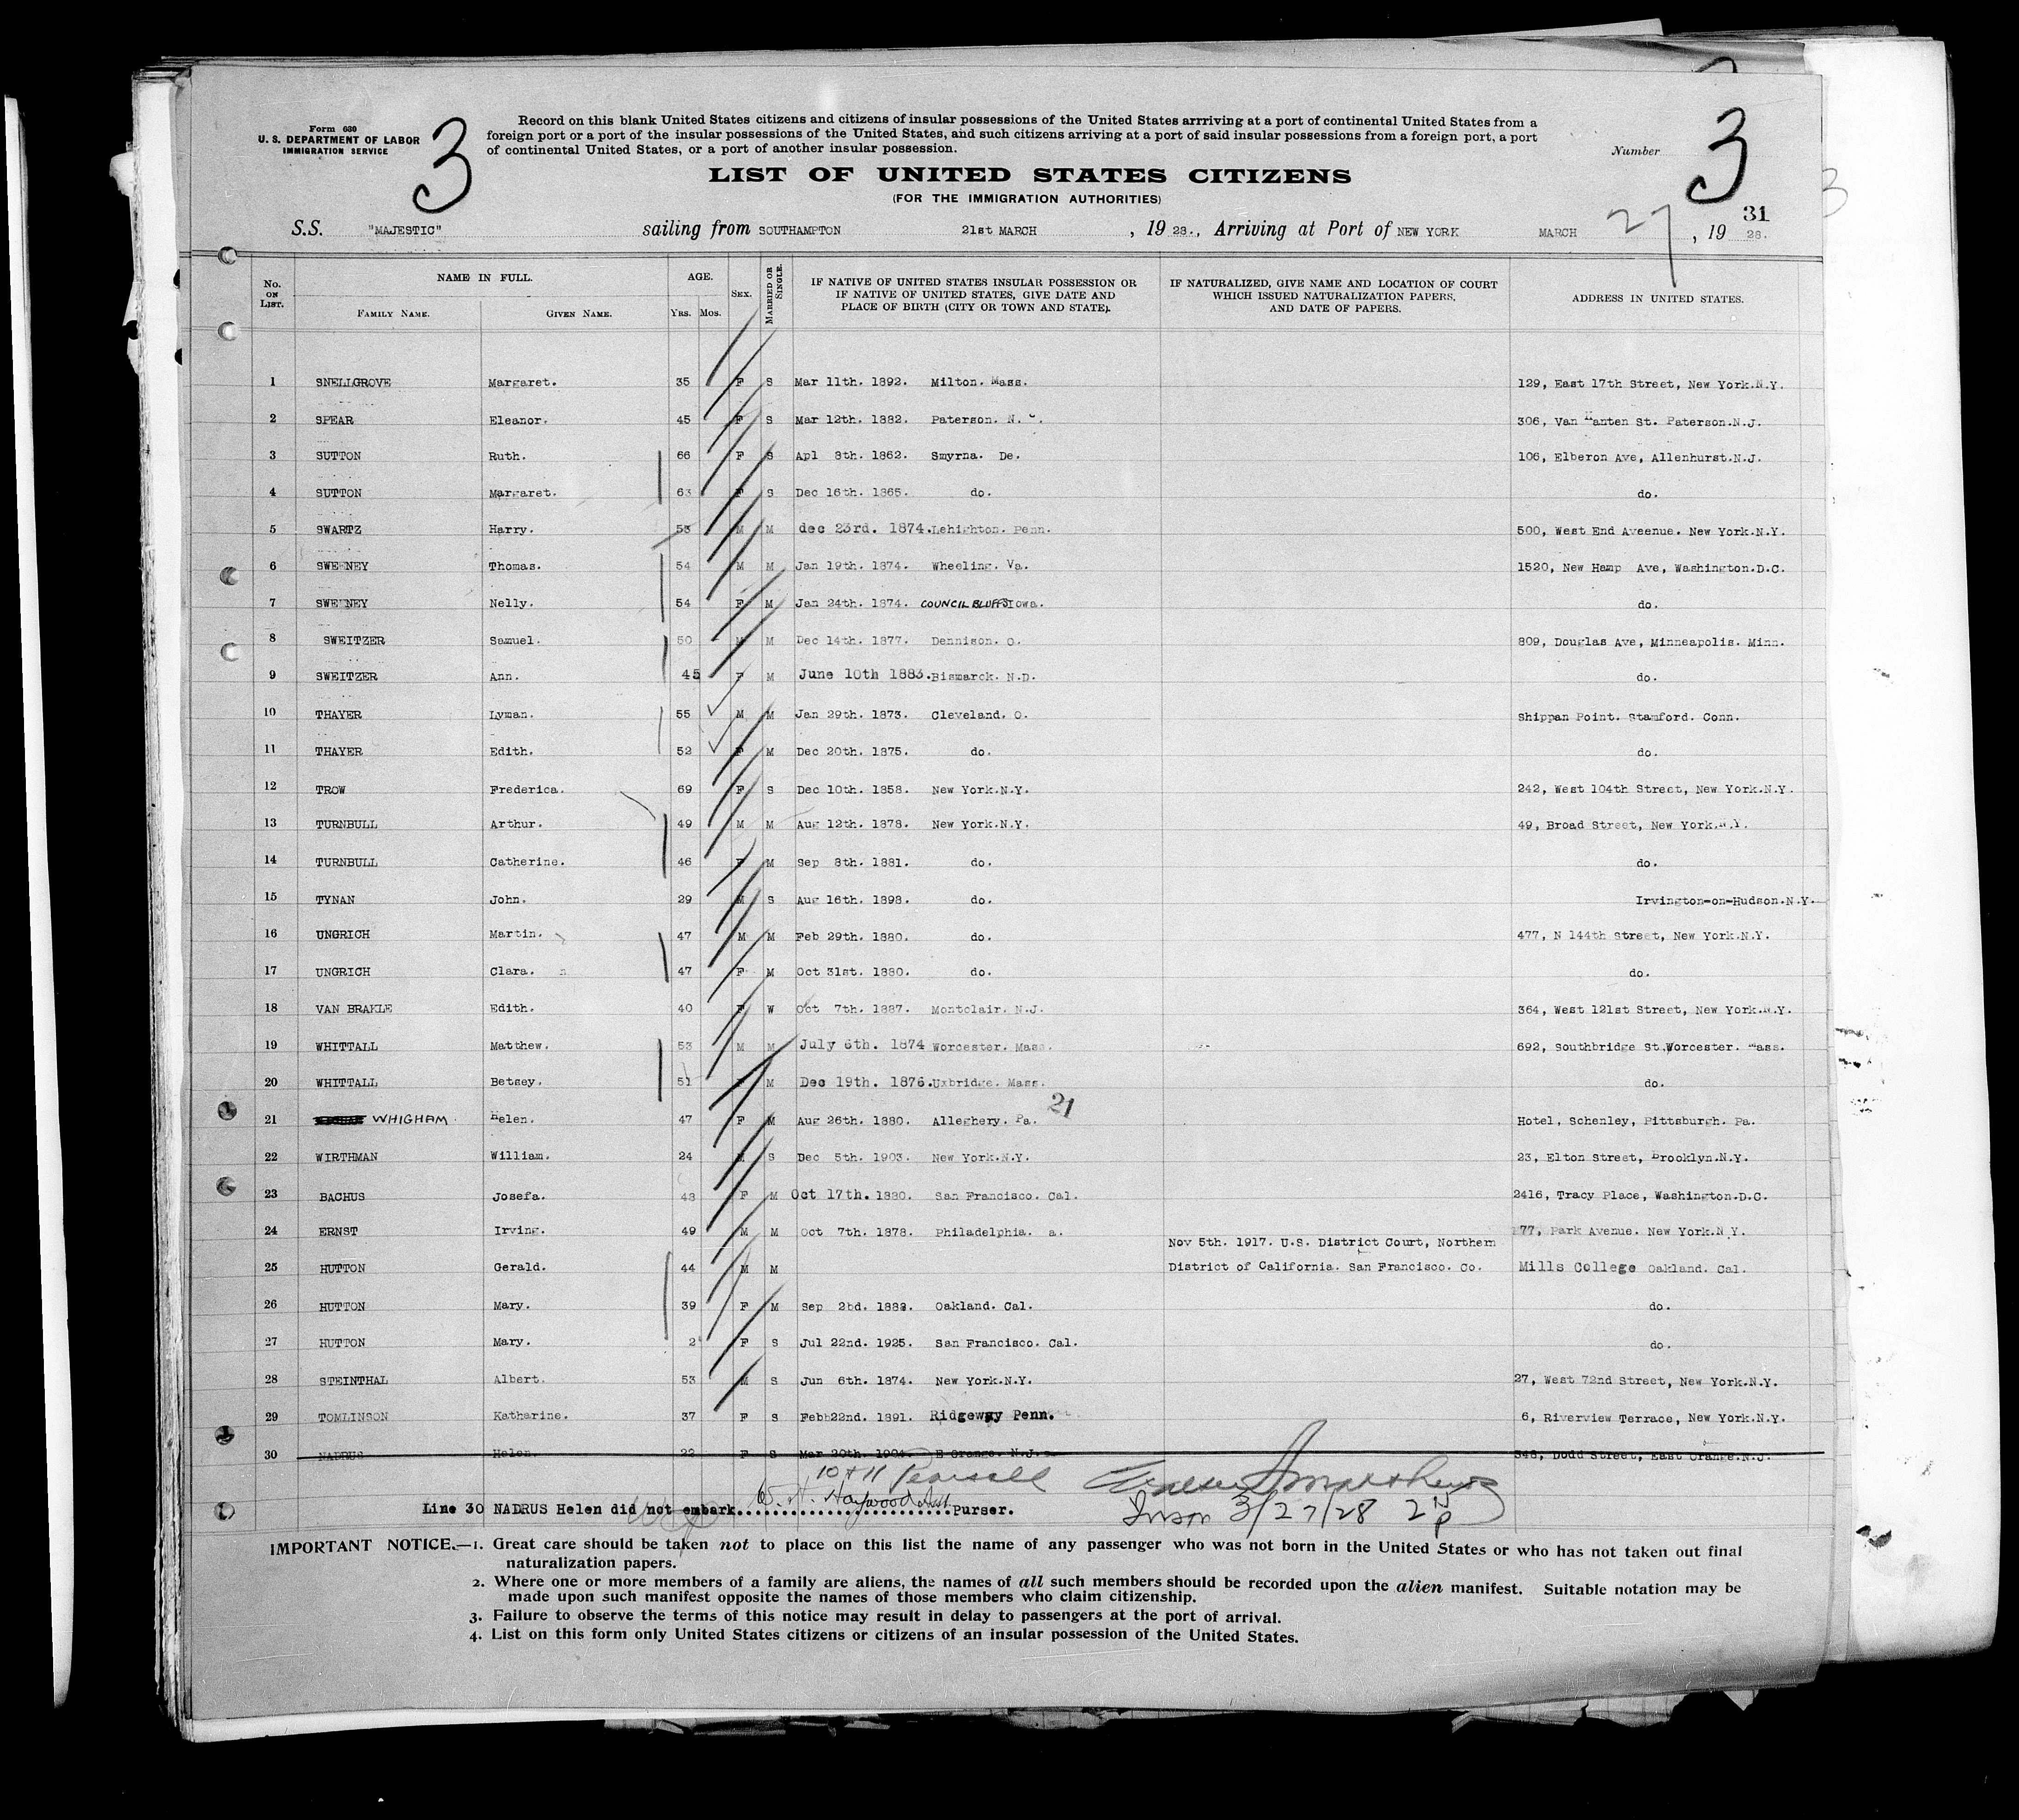 Form 630
U. S. DEPARTMENT OF LABOR
IMMIGRATION SERVICE
3
Record on this blank United States citizens and citizens of insular possessions of the United States arrriving at a port of continental United States from a
foreign port or a port of the insular possessions of the United States, and such citizens arriving at a port of said insular possessions from a foreign port, a port
of continental United States, or a port of another insular possession.
Number 3
LIST OF UNITED STATES CITIZENS
(FOR THE IMMIGRATION AUTHORITIES)
31
S.S. "MAJESTIC" sailing from SOUTHAMPTON 21st MARCH , 19 28., Arriving at Port of NEW YORK MARCH 27 , 19 28.
No. ON LIST. NAME IN FULL. FAMILY NAME. GIVEN NAME. AGE. YRS. MOS. SEX. MARRIED OR SINGLE. IF NATIVE OF UNITED STATES INSULAR POSSESSION OR IF NATIVE OF UNITED STATES, GIVE DATE AND PLACE OF BIRTH (CITY OR TOWN AND STATE). IF NATURALIZED, GIVE NAME AND LOCATION OF COURT WHICH ISSUED NATURALIZATION PAPERS, AND DATE OF PAPERS. ADDRESS IN UNITED STATES.
1 SNELLGROVE Margaret. 35 F S Mar 11th. 1892. Milton. Mass. 129, East 17th Street, New York.N.Y.
2 SPEAR Eleanor. 45 F S Mar 12th. 1882. Paterson. N. 306, Van Hanten St. Paterson.N.J.
3 SUTTON Ruth. 66 F S Apl 8th. 1862. Smyrna. De. 106, Elberon Ave, Allenhurst.N.J.
4 SUTTON Margaret. 63 F S Dec 16th. 1865. do. do.
5 SWARTZ Harry. 53 M M dec 23rd. 1874. Lehighton. Penn. 500, West End Aveenue. New York.N.Y.
6 SWEENEY Thomas. 54 M M Jan 19th. 1874. Wheeling. Va. 1520, New Hamp Ave, Washington.D.C.
7 SWEENEY Nelly. 54 F M Jan 24th. 1874. COUNCIL BLUFFS Iowa. do.
8 SWEITZER Samuel. 50 M M Dec 14th. 1877. Dennison. O. 809, Douglas Ave, Minneapolis. Minn.
9 SWEITZER Ann. 45 F M June 10th 1883. Bismarck. N.D. do.
10 THAYER Lyman. 55 M M Jan 29th. 1873. Cleveland. O. Shippan Point. Stamford. Conn.
11 THAYER Edith. 52 F M Dec 20th. 1875. do. do.
12 TROW Frederica. 69 F S Dec 10th. 1858. New York.N.Y. 242, West 104th Street, New York.N.Y.
13 TURNBULL Arthur. 49 M M Aug 12th. 1878. New York.N.Y. 49, Broad Street, New York.N.Y.
14 TURNBULL Catherine. 46 F M Sep 8th. 1881. do. do.
15 TYNAN John. 29 M S Aug 16th. 1898. do. Irvington-on-Hudson.N.Y.
16 UNGRICH Martin. 47 M M Feb 29th. 1880. do. 477, N 144th Street, New York.N.Y.
17 UNGRICH Clara. 47 F M Oct 31st. 1880. do. do.
18 VAN BRAKLE Edith. 40 F W Oct 7th. 1887. Montclair. N.J. 364, West 121st Street, New York.N.Y.
19 WHITTALL Matthew. 53 M M July 6th. 1874 Worcester. Mass. 692, Southbridge St.Worcester. Mass.
20 WHITTALL Betsey. 51 F M Dec 19th. 1876. Uxbridge. Mass. do.
21 WHIGHAM Helen. 47 F M Aug 26th. 1880. Alleghery. Pa. 21 Hotel, Schenley, Pittsburgh. Pa.
22 WIRTHMAN William. 24 M S Dec 5th. 1903. New York.N.Y. 23, Elton Street, Brooklyn.N.Y.
23 BACHUS Josefa. 48 F M Oct 17th. 1880. San Francisco. Cal. 2416, Tracy Place, Washington.D.C.
24 ERNST Irving. 49 M M Oct 7th. 1878. Philadelphia. a. 77, Park Avenue. New York.N.Y.
Nov 5th. 1917. U.S. District Court, Northern
25 HUTTON Gerald. 44 M M District of California. San Francisco. Co. Mills College Oakland. Cal.
26 HUTTON Mary. 39 F M Sep 2bd. 1888. Oakland. Cal. do.
27 HUTTON Mary. 2 F S Jul 22nd. 1925. San Francisco. Cal. do.
28 STEINTHAL Albert. 53 M S Jun 6th. 1874. New York.N.Y. 27, West 72nd Street, New York.N.Y.
29 TOMLINSON Katharine. 37 F S Febb22nd. 1891. Ridgeway Penn. 6, Riverview Terrace, New York.N.Y.
30 NADRUS Helen. 22 F S Mar 20th. 1904. E Orange. N.J. 548, Dodd Street, East Orange.N.J.
10 + 11 Pearsall
Line 30 NADRUS Helen did not embark W. H. Haywood Asst. Purser.
Insp 3/27/28 2 P
IMPORTANT NOTICE.—1. Great care should be taken not to place on this list the name of any passenger who was not born in the United States or who has not taken out final
naturalization papers.
2. Where one or more members of a family are aliens, the names of all such members should be recorded upon the alien manifest. Suitable notation may be
made upon such manifest opposite the names of those members who claim citizenship.
3. Failure to observe the terms of this notice may result in delay to passengers at the port of arrival.
4. List on this form only United States citizens or citizens of an insular possession of the United States.